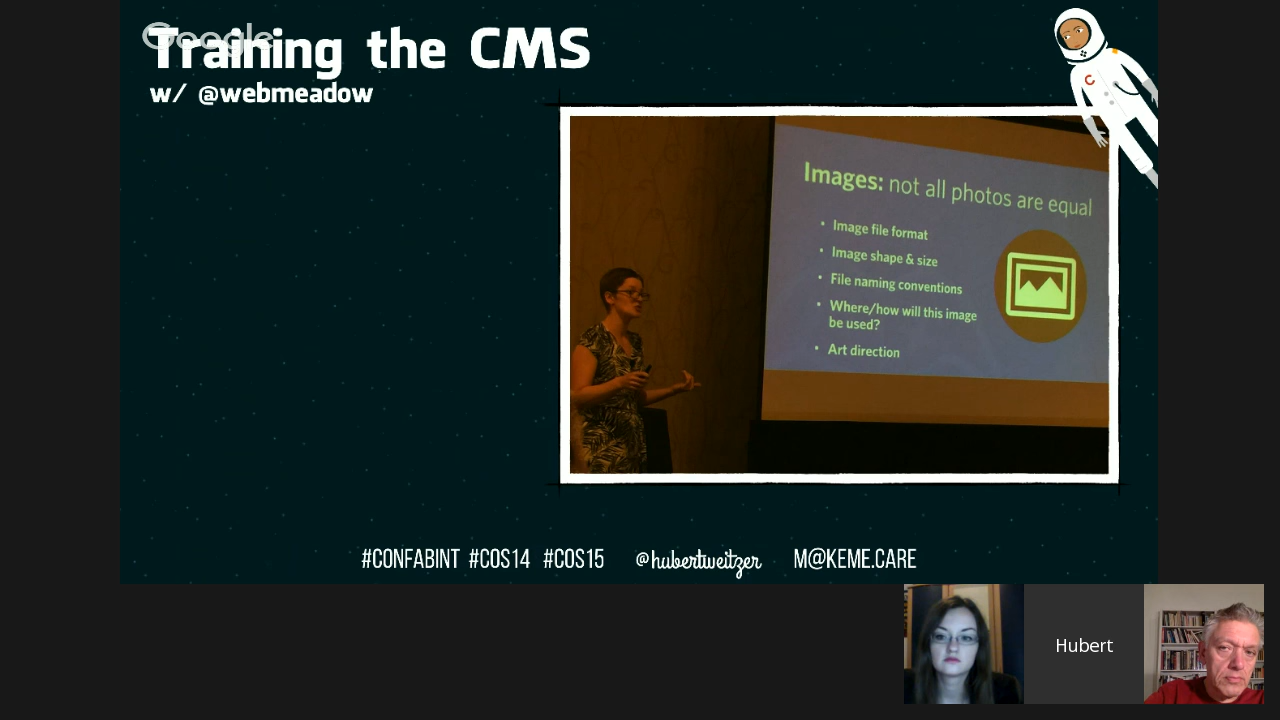 Google
Training the CMS
w/ @webmeadow
Images: not all photos are equal
• Image file format
• Image shape & size
• File naming conventions
• Where/how will this image
be used?
• Art direction
C
#CONFABINT #COS14 #COS15 @hubertweitzer M@KEME.CARE
Hubert